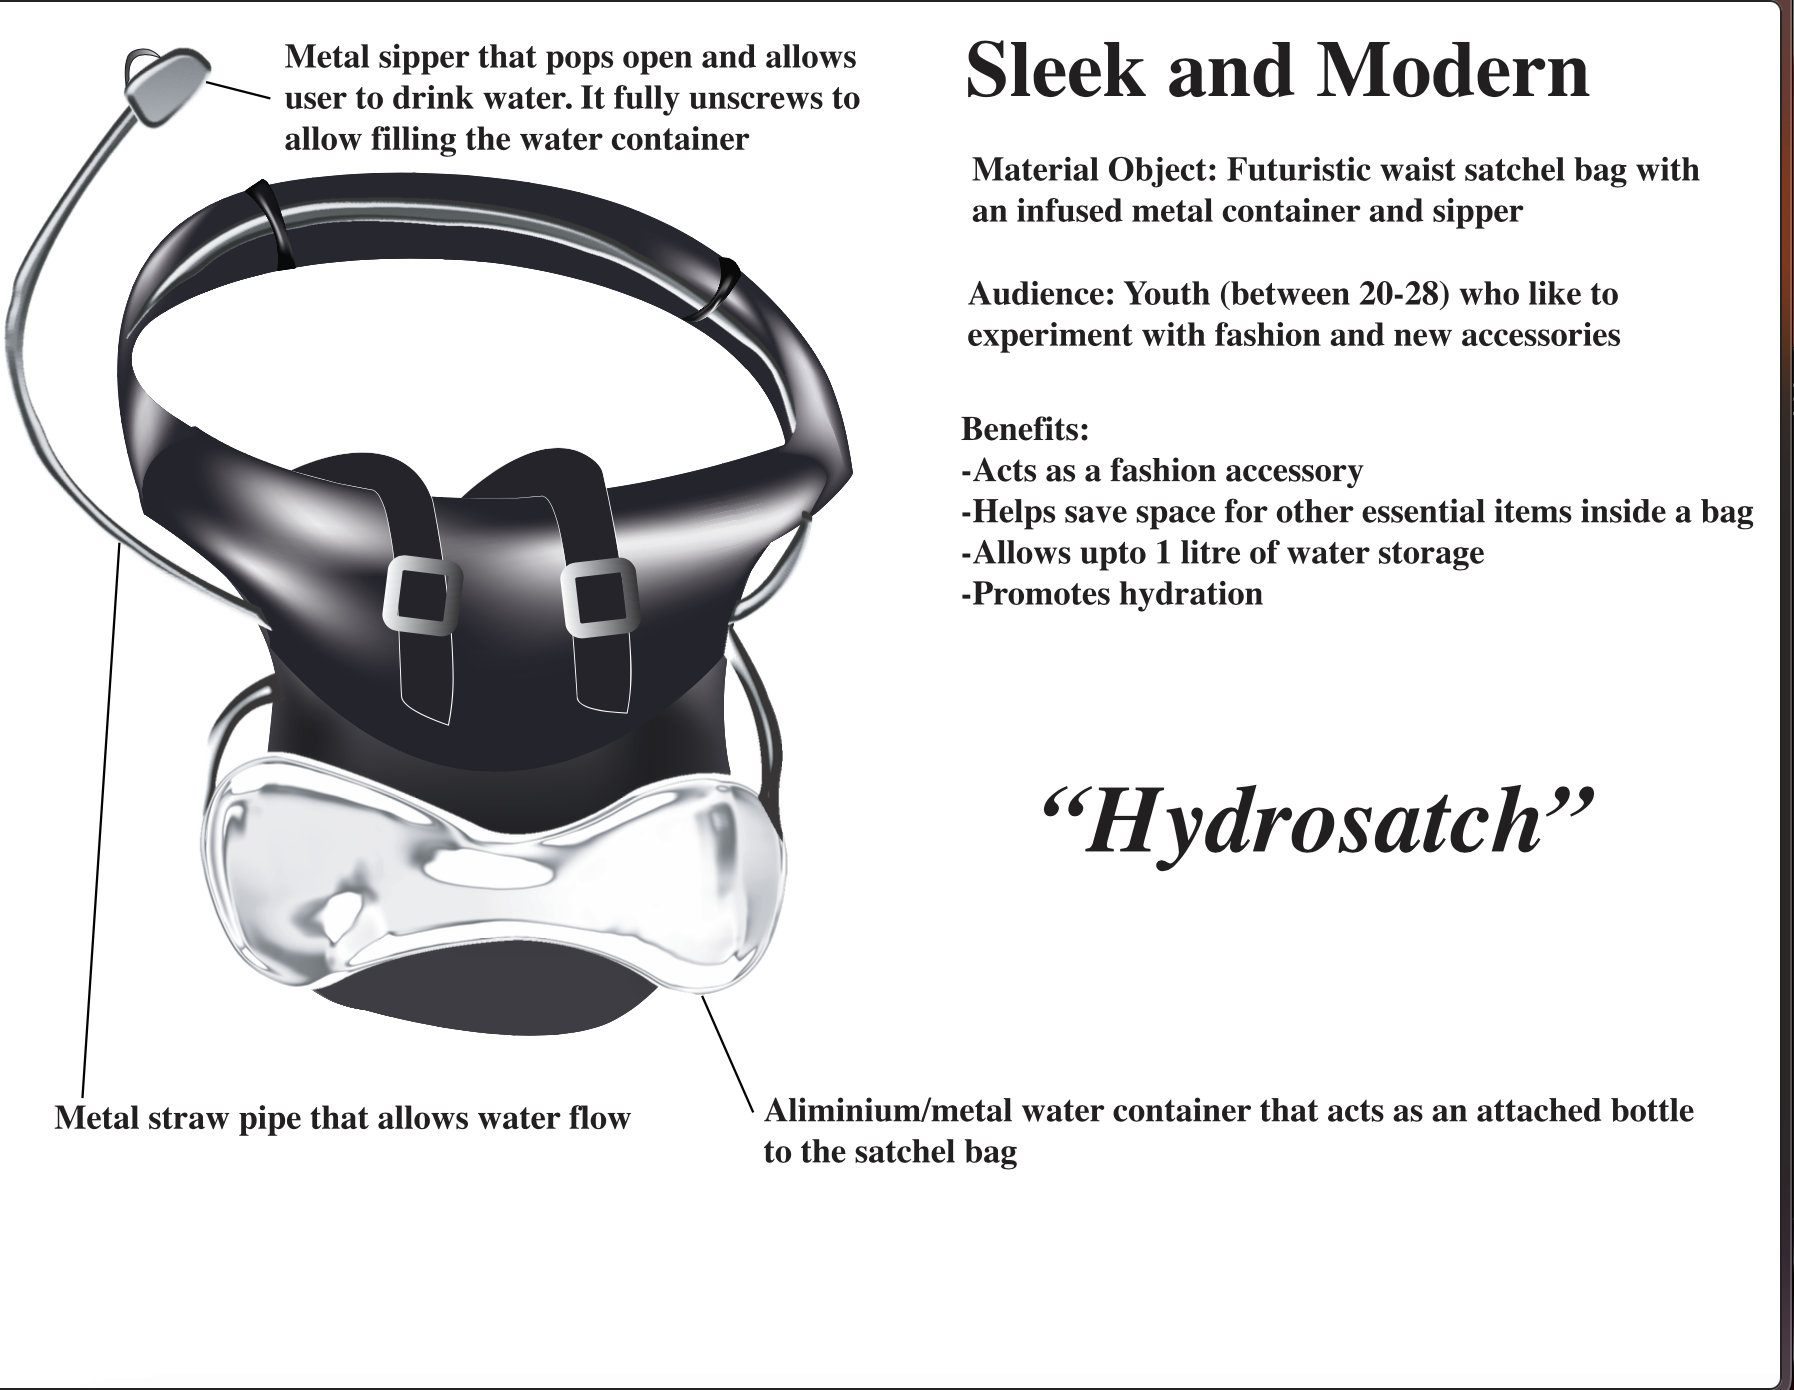 Metal sipper that pops open and allows
user to drink water. It fully unscrews to
allow filling the water container
Sleek and Modern
Material Object: Futuristic waist satchel bag with
an infused metal container and sipper
Audience: Youth (between 20-28) who like to
experiment with fashion and new accessories
Benefits:
-Acts as a fashion accessory
-Helps save space for other essential items inside a bag
-Allows upto 1 litre of water storage
-Promotes hydration
“Hydrosatch”
Metal straw pipe that allows water flow
Aliminium/metal water container that acts as an attached bottle
to the satchel bag